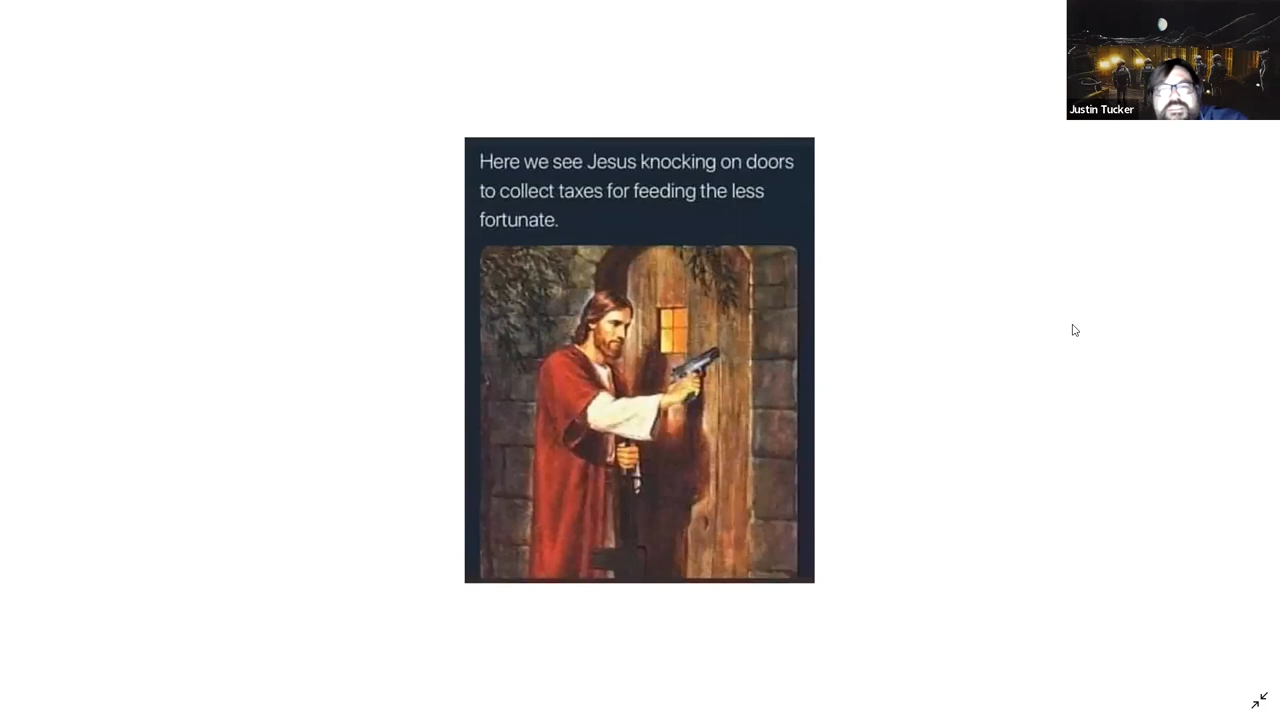 Justin Tucker
Here we see Jesus knocking on doors
to collect taxes for feeding the less
fortunate.